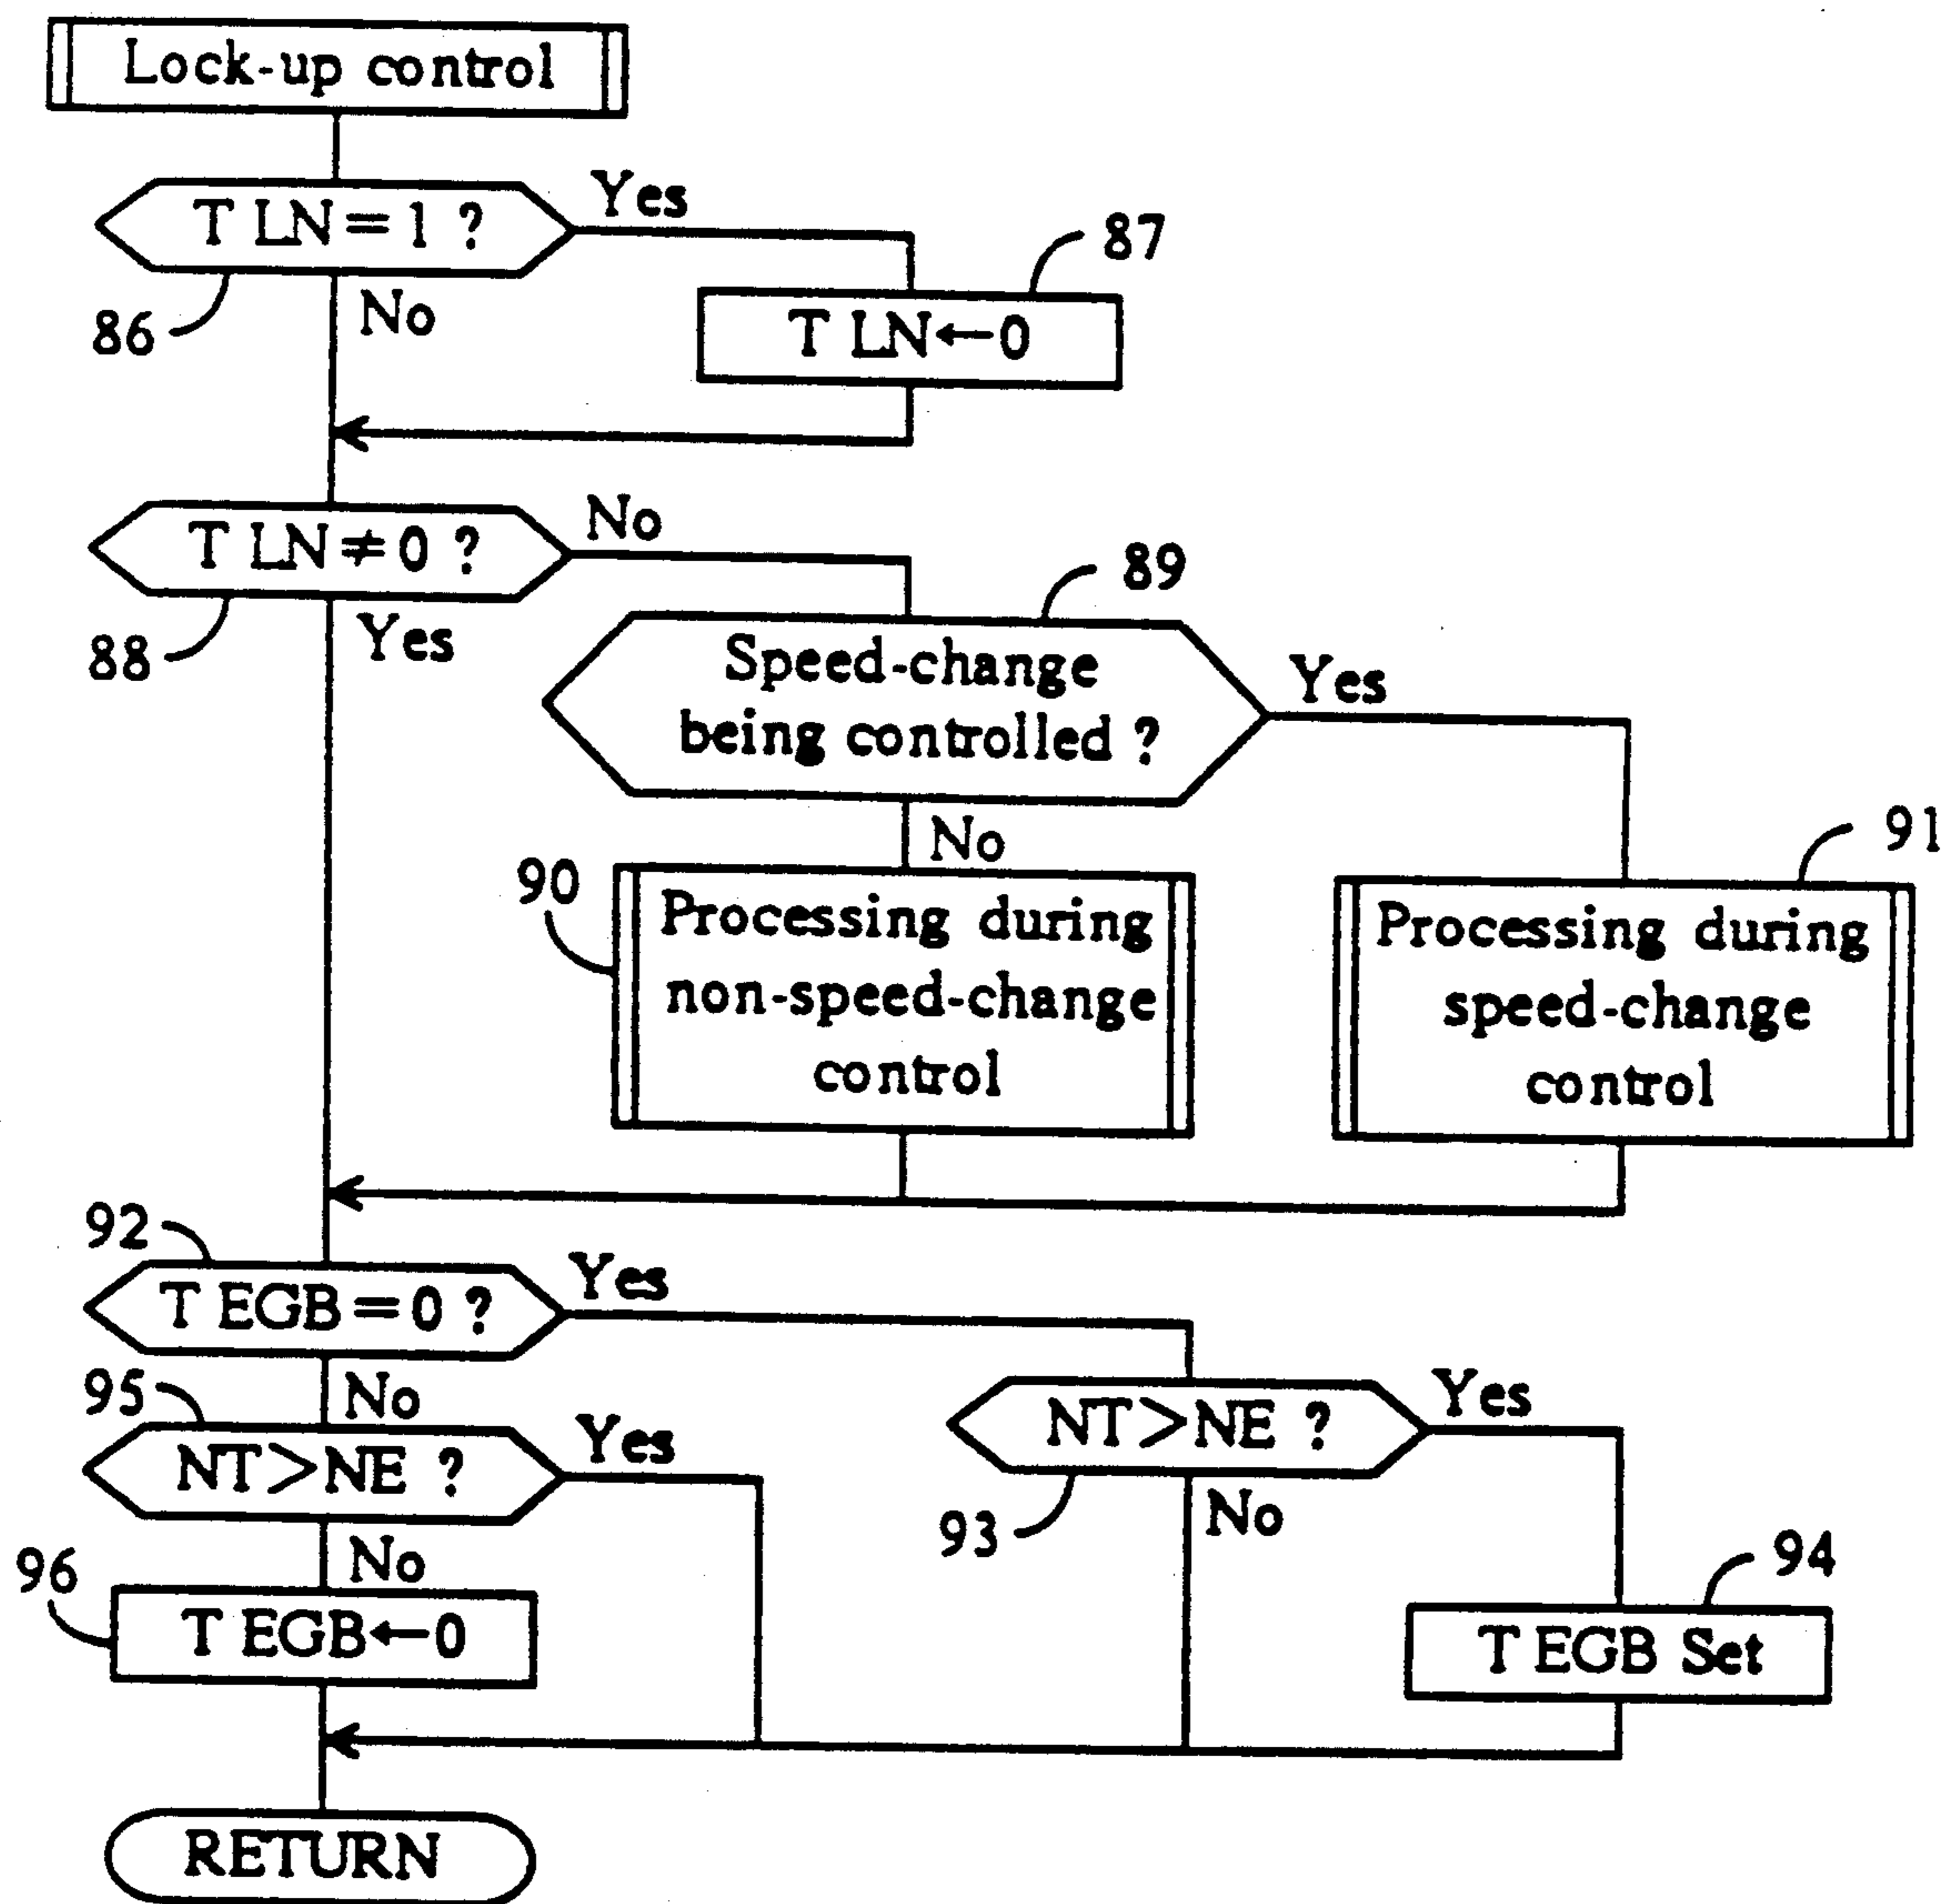 Lock-up control
T LN=1 ?
Yes
87
86
No
T LN←0
T LN≠0 ?
No
89
88
Yes
Speed-change
being controlled ?
Yes
No
91
90
Processing during
non-speed-change
control
Processing during
speed-change
control
92
T EGB=0 ?
Yes
95
No
NT>NE ?
Yes
NT>NE ?
Yes
93
No
96
No
94
T EGB←0
T EGB Set
RETURN